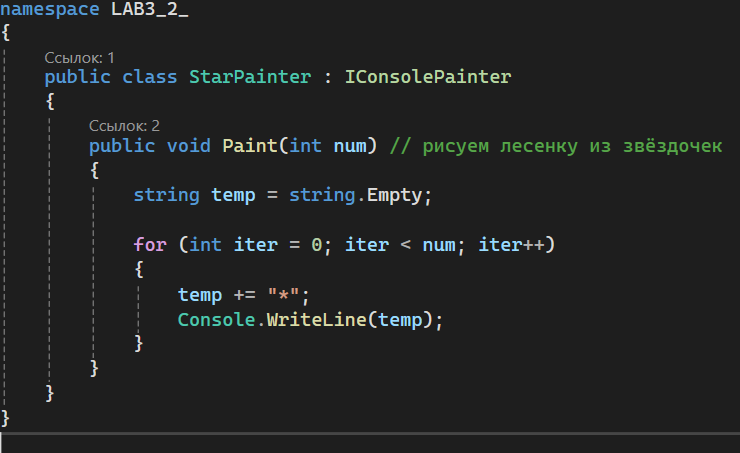 namespace LAB3_2_
{
Ссылок: 1
public class StarPainter : IConsolePainter
{
Ссылок: 2
public void Paint(int num) // рисуем лесенку из звёздочек
{
string temp = string.Empty;
for (int iter = 0; iter < num; iter++)
{
temp += "*";
Console.WriteLine(temp);
}
}
}
}